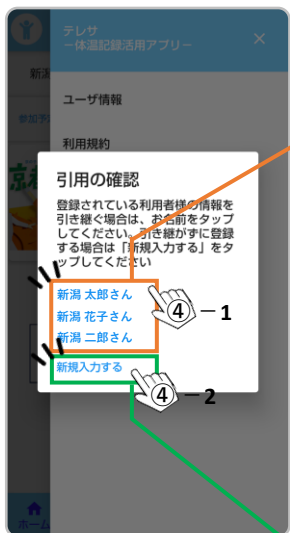 テレサ
－体温記録活用アプリ－
×
新潟
参加予
ユーザ情報
利用規約
引用の確認
登録されている利用者様の情報を
引き継ぐ場合は、お名前をタップ
してください。引き継がずに登録
する場合は「新規入力する」をタ
ップしてください
新潟 太郎さん
新潟 花子さん
新潟 二郎さん
④－1
新規入力する
④－2
ホーム